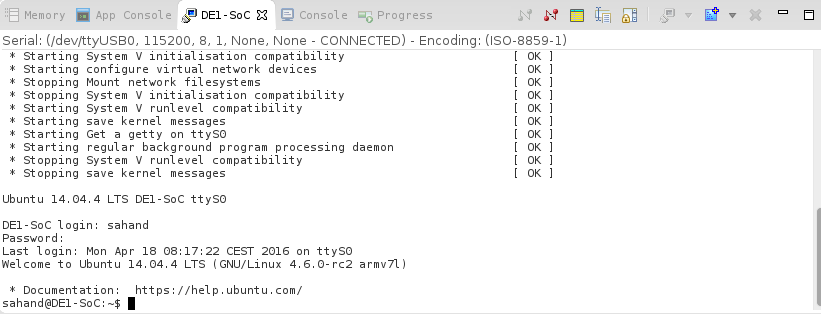 Memory App Console DE1-SoC Console Progress
Serial: (/dev/ttyUSB0, 115200, 8, 1, None, None - CONNECTED) - Encoding: (ISO-8859-1)
* Starting System V initialisation compatibility [ OK ]
* Starting configure virtual network devices [ OK ]
* Stopping Mount network filesystems [ OK ]
* Stopping System V initialisation compatibility [ OK ]
* Starting System V runlevel compatibility [ OK ]
* Starting save kernel messages [ OK ]
* Starting Get a getty on ttyS0 [ OK ]
* Starting regular background program processing daemon [ OK ]
* Stopping System V runlevel compatibility [ OK ]
* Stopping save kernel messages [ OK ]
Ubuntu 14.04.4 LTS DE1-SoC ttyS0
DE1-SoC login: sahand
Password:
Last login: Mon Apr 18 08:17:22 CEST 2016 on ttyS0
Welcome to Ubuntu 14.04.4 LTS (GNU/Linux 4.6.0-rc2 armv7l)
* Documentation: https://help.ubuntu.com/
sahand@DE1-SoC:~$